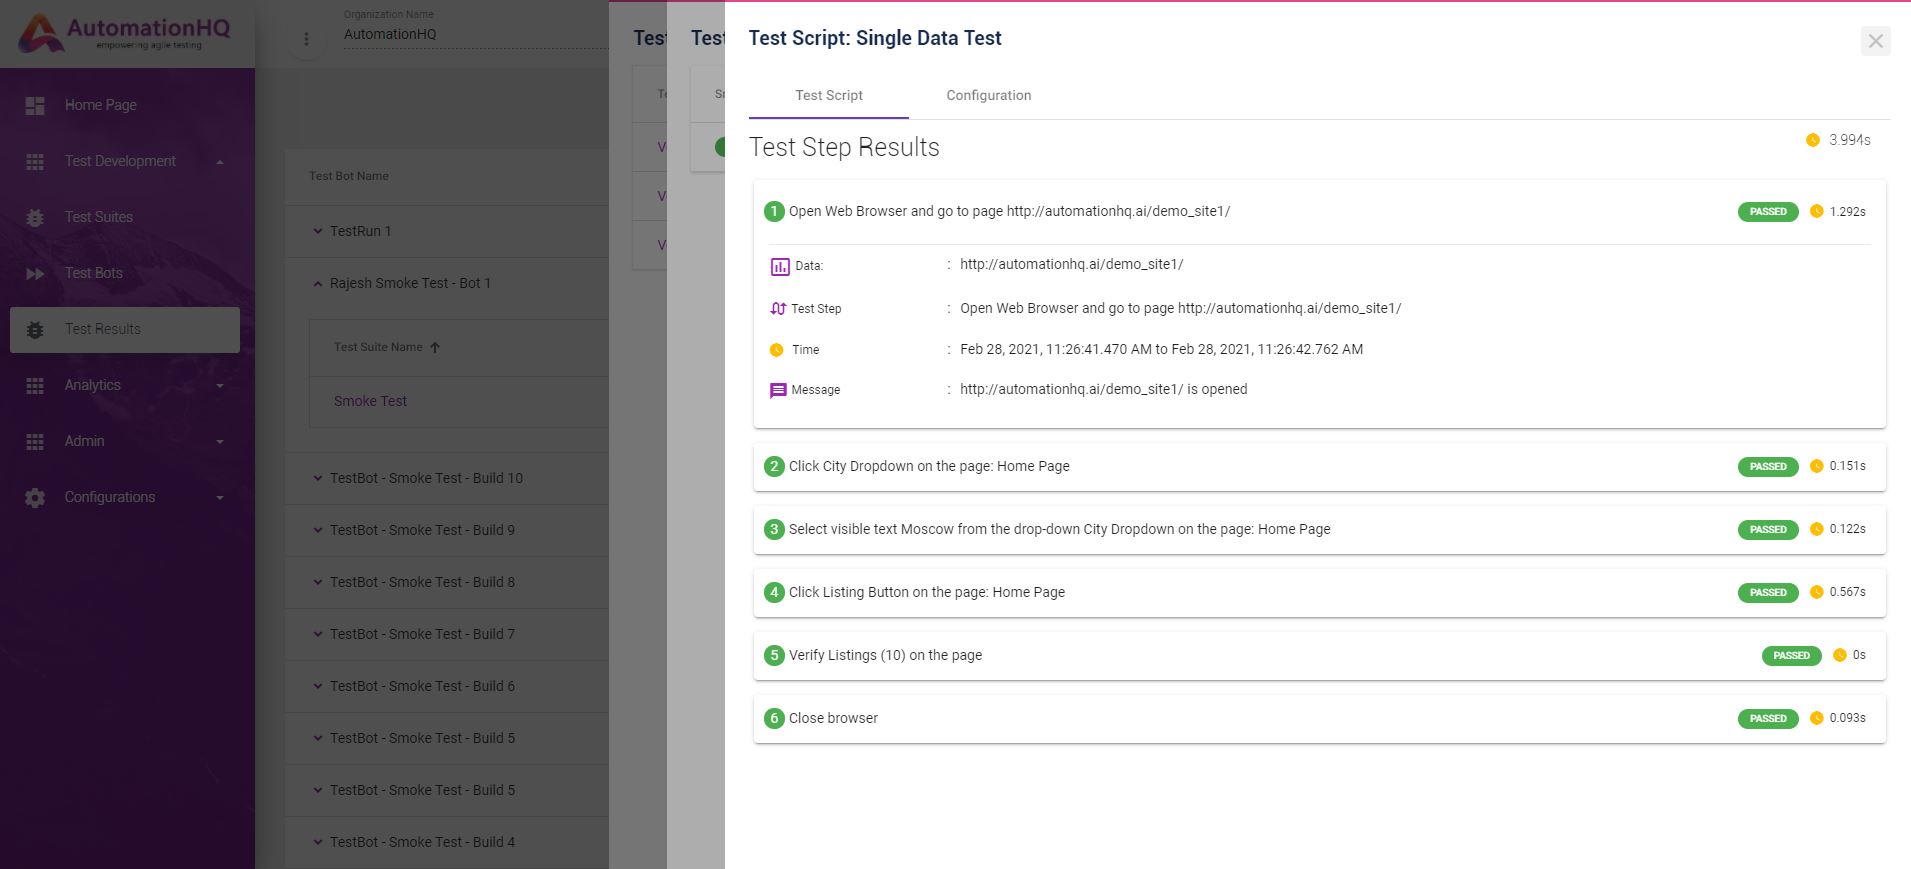 AutomationHQ
empowering agile testing
Home Page
Test Development
Test Suites
Test Bots
Test Results
Analytics
Admin
Configurations
Organization Name
AutomationHQ
Test Bot Name
TestRun 1
Rajesh Smoke Test - Bot 1
Test Suite Name
Smoke Test
TestBot - Smoke Test - Build 10
TestBot - Smoke Test - Build 9
TestBot - Smoke Test - Build 8
TestBot - Smoke Test - Build 7
TestBot - Smoke Test - Build 6
TestBot - Smoke Test - Build 5
TestBot - Smoke Test - Build 5
TestBot - Smoke Test - Build 4
Test
Test
Test Script: Single Data Test
Test Script Configuration
Test Step Results 3.994s
1 Open Web Browser and go to page http://automationhq.ai/demo_site1/ PASSED 1.292s
Data: : http://automationhq.ai/demo_site1/
Test Step : Open Web Browser and go to page http://automationhq.ai/demo_site1/
Time : Feb 28, 2021, 11:26:41.470 AM to Feb 28, 2021, 11:26:42.762 AM
Message : http://automationhq.ai/demo_site1/ is opened
2 Click City Dropdown on the page: Home Page PASSED 0.151s
3 Select visible text Moscow from the drop-down City Dropdown on the page: Home Page PASSED 0.122s
4 Click Listing Button on the page: Home Page PASSED 0.567s
5 Verify Listings (10) on the page PASSED 0s
6 Close browser PASSED 0.093s